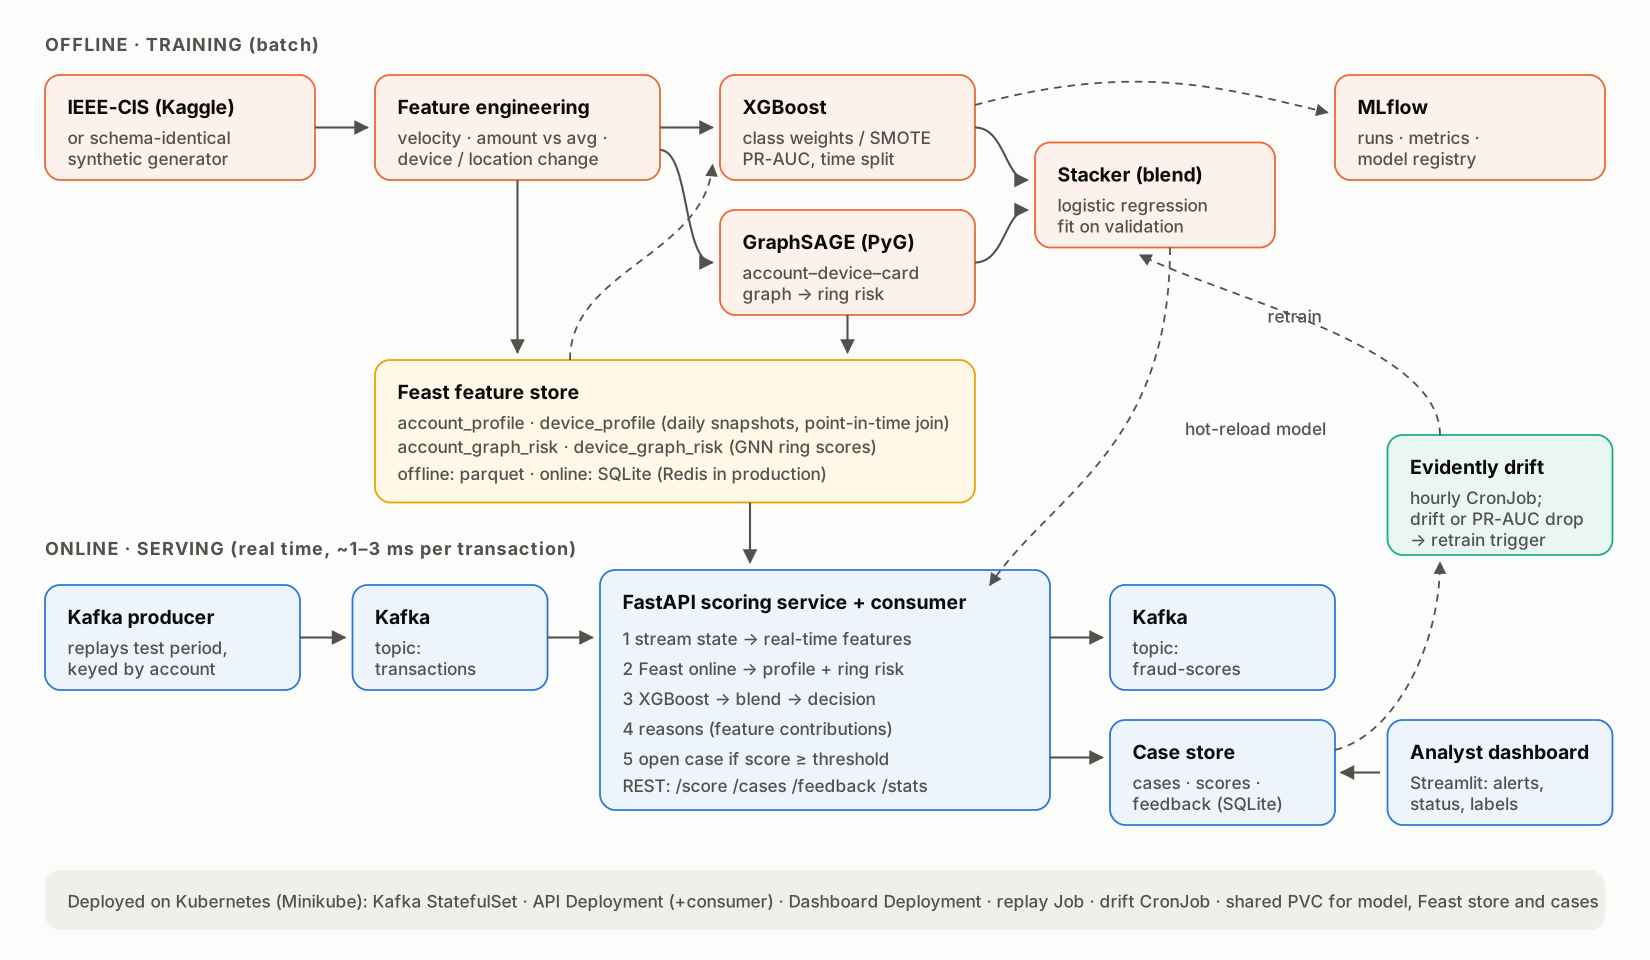 OFFLINE · TRAINING (batch)
IEEE-CIS (Kaggle)
or schema-identical
synthetic generator
Feature engineering
velocity · amount vs avg ·
device / location change
XGBoost
class weights / SMOTE
PR-AUC, time split
MLflow
runs · metrics ·
model registry
Stacker (blend)
logistic regression
fit on validation
GraphSAGE (PyG)
account–device–card
graph → ring risk
retrain
Feast feature store
account_profile · device_profile (daily snapshots, point-in-time join)
account_graph_risk · device_graph_risk (GNN ring scores)
offline: parquet · online: SQLite (Redis in production)
hot-reload model
Evidently drift
hourly CronJob;
drift or PR-AUC drop
→ retrain trigger
ONLINE · SERVING (real time, ~1–3 ms per transaction)
Kafka producer
replays test period,
keyed by account
Kafka
topic:
transactions
FastAPI scoring service + consumer
1 stream state → real-time features
2 Feast online → profile + ring risk
3 XGBoost → blend → decision
4 reasons (feature contributions)
5 open case if score ≥ threshold
REST: /score /cases /feedback /stats
Kafka
topic:
fraud-scores
Case store
cases · scores ·
feedback (SQLite)
Analyst dashboard
Streamlit: alerts,
status, labels
Deployed on Kubernetes (Minikube): Kafka StatefulSet · API Deployment (+consumer) · Dashboard Deployment · replay Job · drift CronJob · shared PVC for model, Feast store and cases